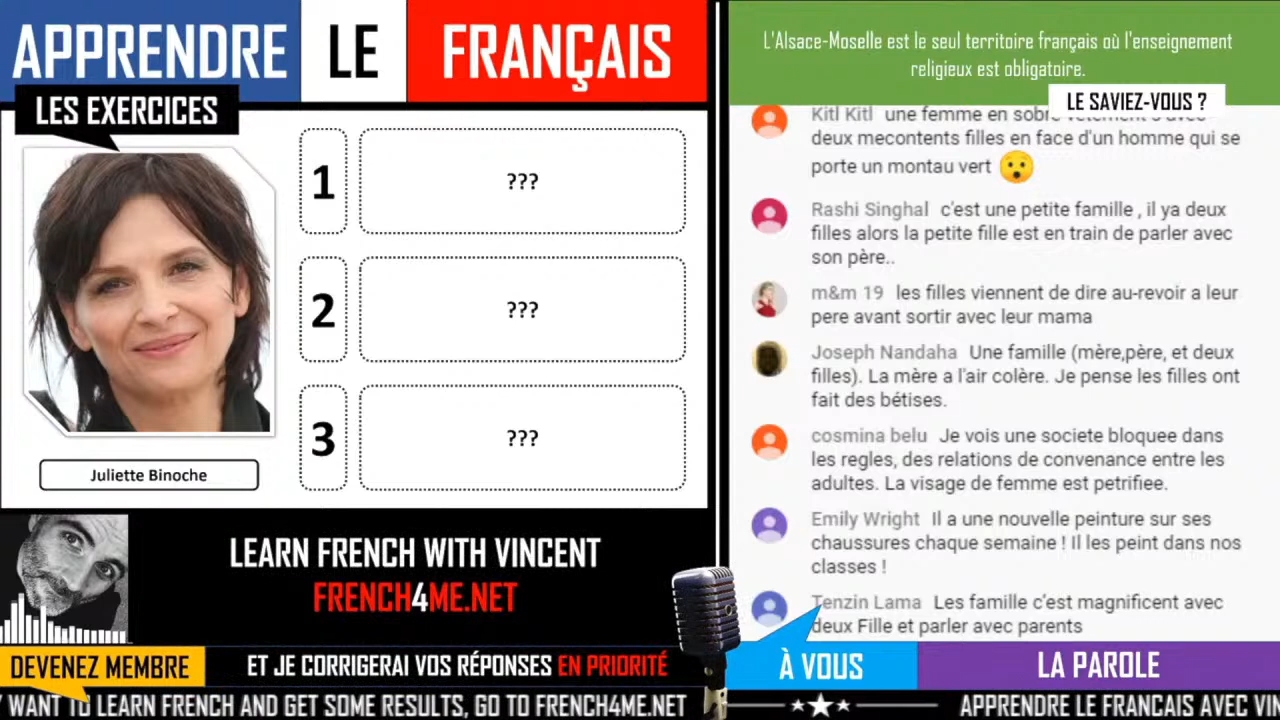 APPRENDRE LE FRANÇAIS
LES EXERCICES
1 ???
2 ???
3 ???
Juliette Binoche
LEARN FRENCH WITH VINCENT
FRENCH4ME.NET
DEVENEZ MEMBRE
ET JE CORRIGERAI VOS RÉPONSES EN PRIORITÉ
WANT TO LEARN FRENCH AND GET SOME RESULTS, GO TO FRENCH4ME.NET
L'Alsace-Moselle est le seul territoire français où l'enseignement
religieux est obligatoire.
LE SAVIEZ-VOUS ?
Kitl Kitl une femme en sobre
deux mecontents filles en face d'un homme qui se
porte un montau vert
Rashi Singhal c'est une petite famille , il ya deux
filles alors la petite fille est en train de parler avec
son père..
m&m 19 les filles viennent de dire au-revoir a leur
pere avant sortir avec leur mama
Joseph Nandaha Une famille (mère,père, et deux
filles). La mère a l'air colère. Je pense les filles ont
fait des bétises.
cosmina belu Je vois une societe bloquee dans
les regles, des relations de convenance entre les
adultes. La visage de femme est petrifiee.
Emily Wright Il a une nouvelle peinture sur ses
chaussures chaque semaine ! Il les peint dans nos
classes !
Tenzin Lama Les famille c'est magnificent avec
deux Fille et parler avec parents
À VOUS LA PAROLE
APPRENDRE LE FRANCAIS AVEC VIN